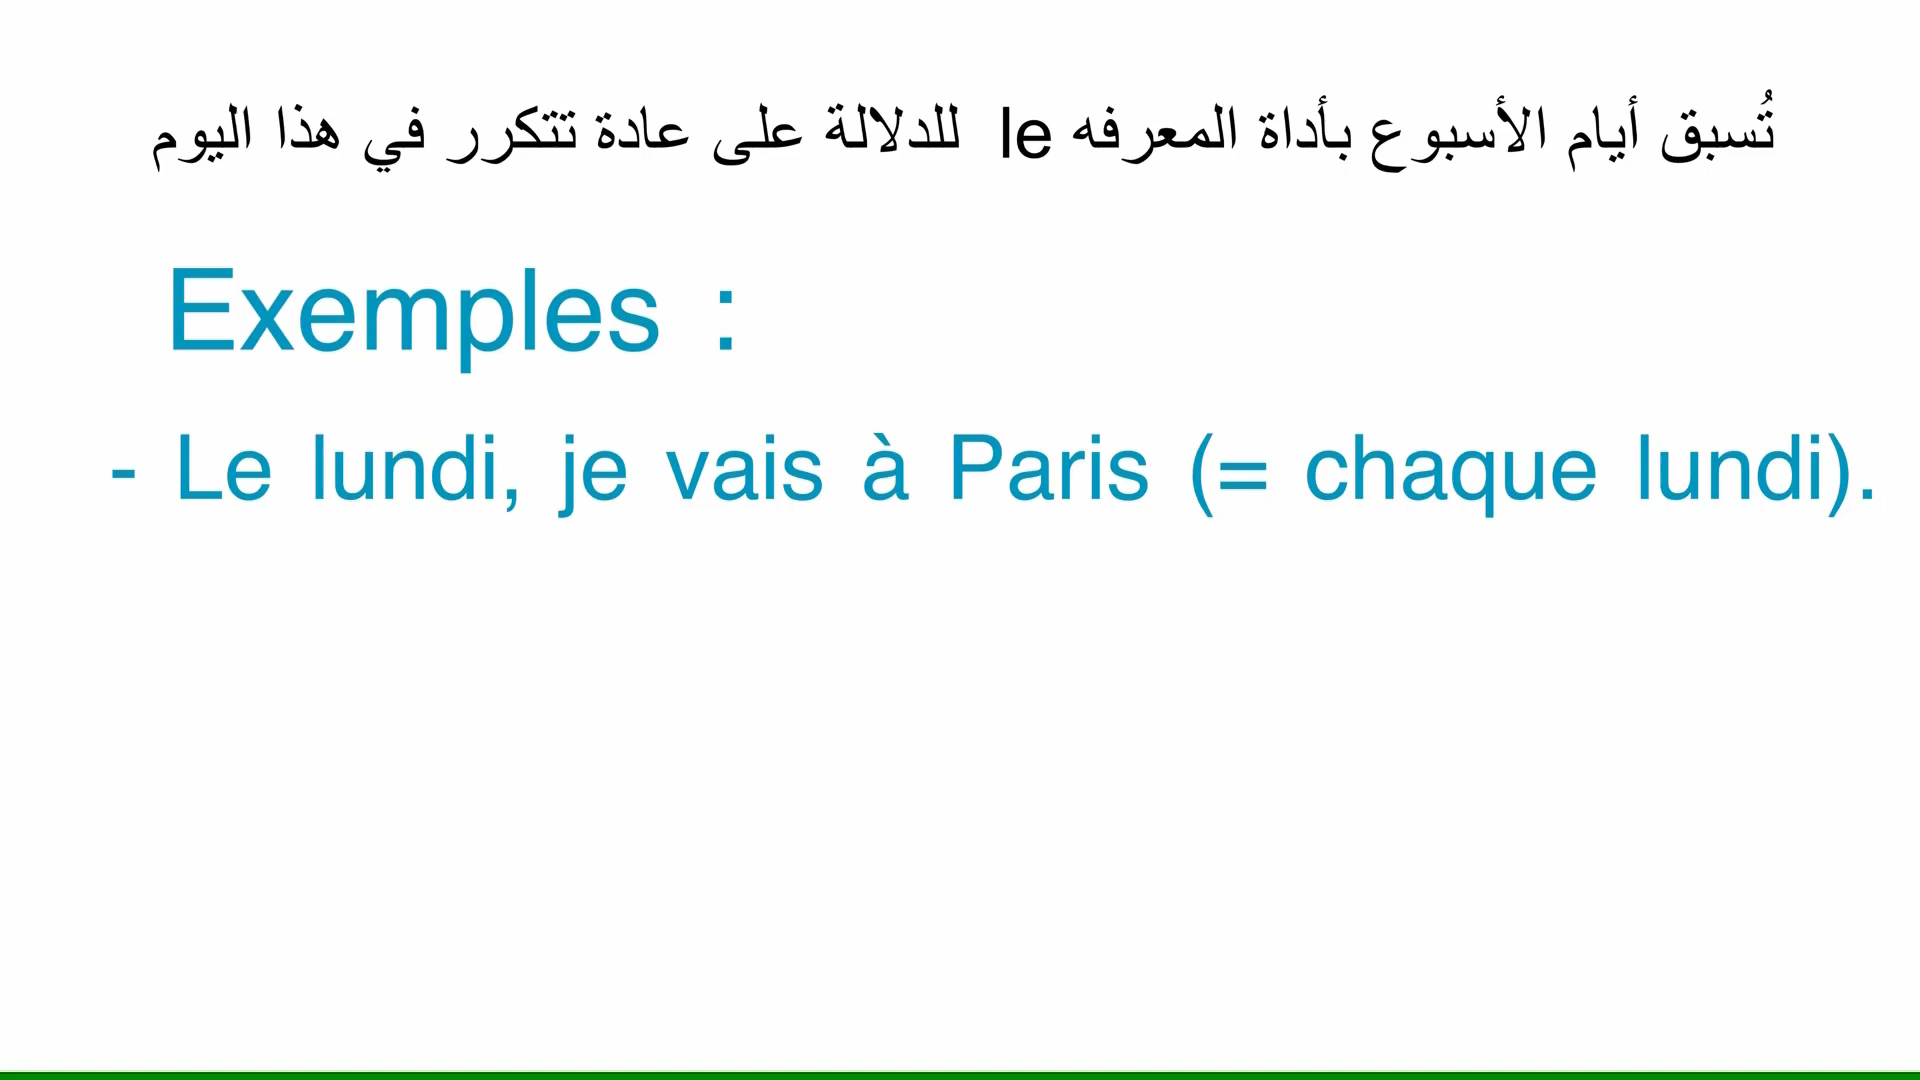 تُسبق أيام الأسبوع بأداة المعرفه le للدلالة على عادة تتكرر في هذا اليوم
Exemples :
- Le lundi, je vais à Paris (= chaque lundi).